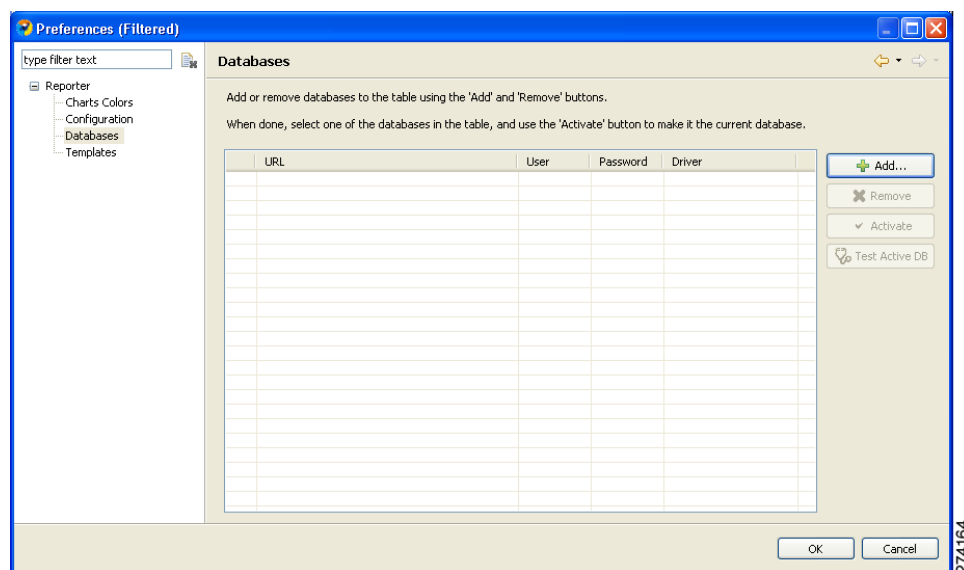 Preferences (Filtered)
type filter text
Databases
Reporter
Charts Colors
Configuration
Databases
Templates
Add or remove databases to the table using the 'Add' and 'Remove' buttons.
When done, select one of the databases in the table, and use the 'Activate' button to make it the current database.
URL User Password Driver
Add...
Remove
Activate
Test Active DB
OK Cancel
274164